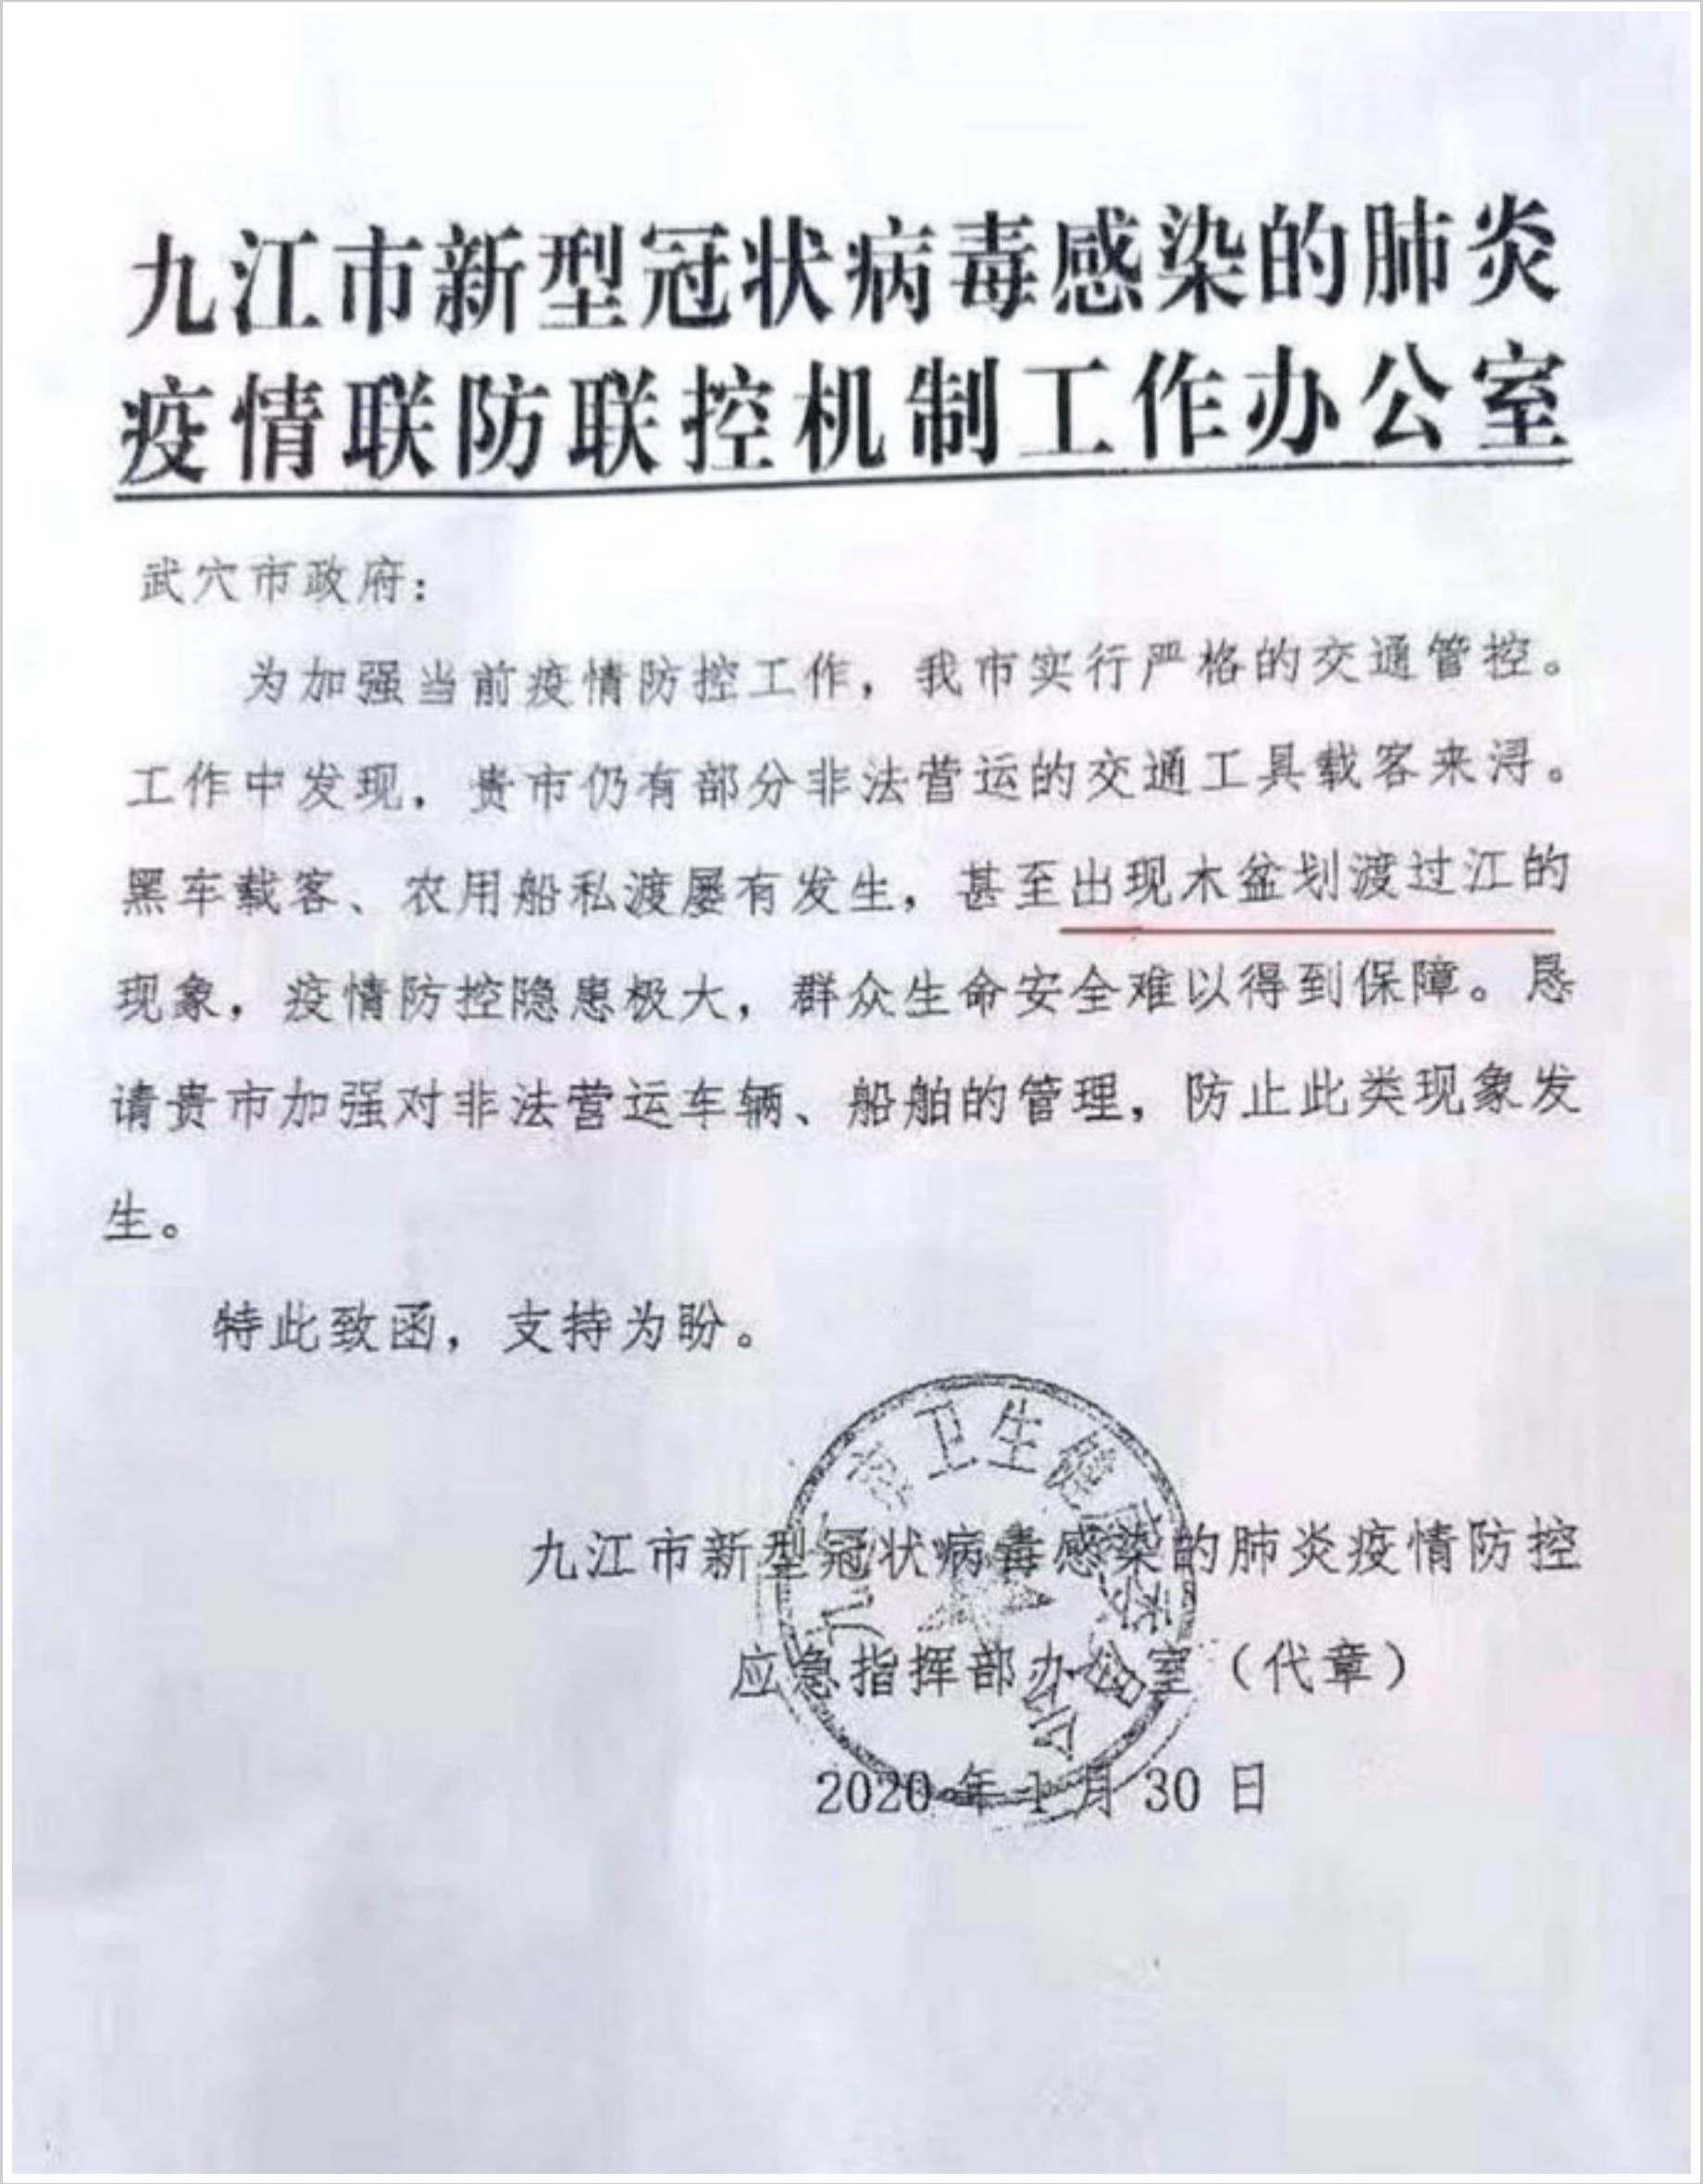 九江市新型冠状病毒感染的肺炎
疫情联防联控机制工作办公室
武穴市政府：
为加强当前疫情防控工作，我市实行严格的交通管控。
工作中发现，贵市仍有部分非法营运的交通工具载客来浔。
黑车载客、农用船私渡屡有发生，甚至出现木盆划渡过江的
现象，疫情防控隐患极大，群众生命安全难以得到保障。恳
请贵市加强对非法营运车辆、船舶的管理，防止此类现象发
生。
特此致函，支持为盼。
九江市卫生健康委员会
九江市新型冠状病毒感染的肺炎疫情防控
应急指挥部办公室（代章）
2020年1月30日